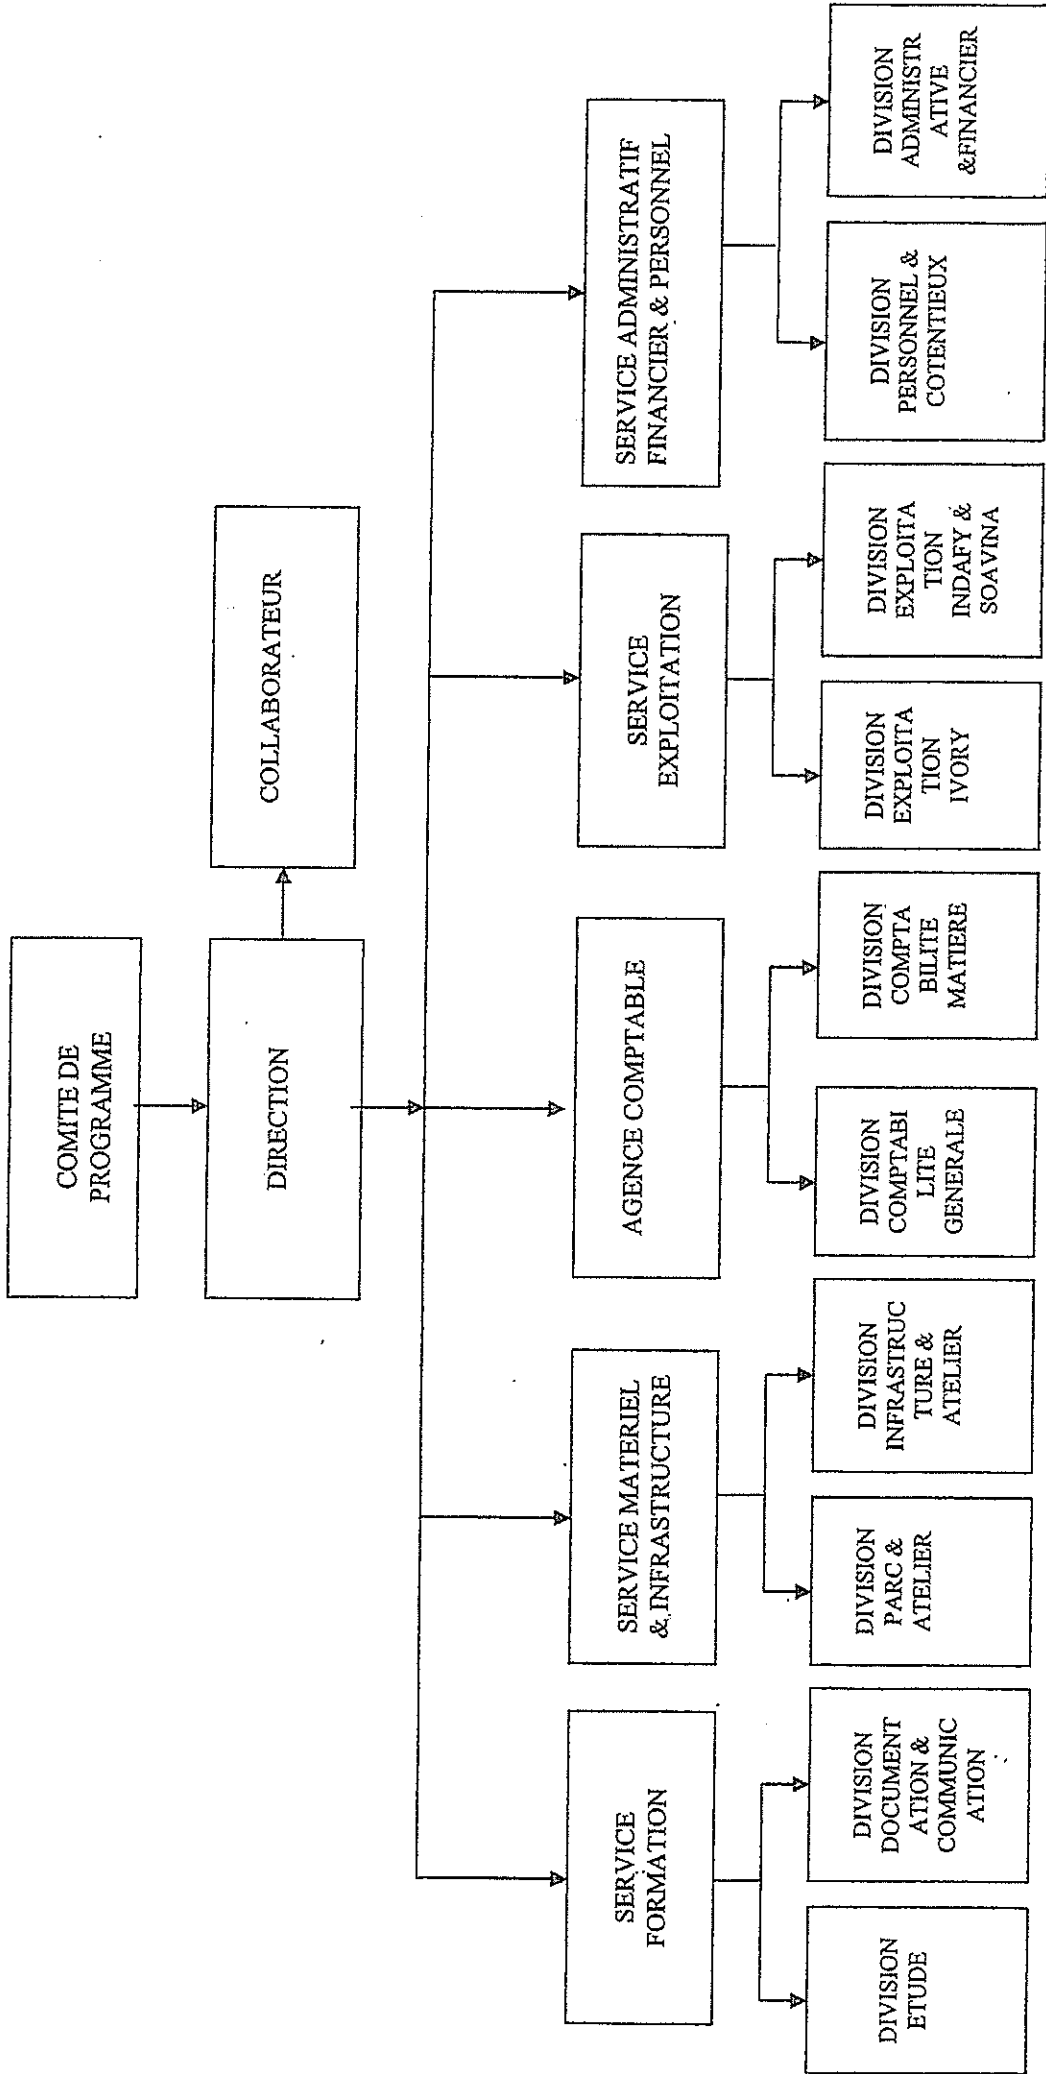 COMITE DE
PROGRAMME
DIRECTION
COLLABORATEUR
SERVICE
FORMATION
SERVICE MATERIEL
& INFRASTRUCTURE
AGENCE COMPTABLE
SERVICE
EXPLOITATION
SERVICE ADMINISTRATIF
FINANCIER & PERSONNEL
DIVISION
ETUDE
DIVISION
DOCUMENT
ATION &
COMMUNIC
ATION
DIVISION
PARC &
ATELIER
DIVISION
INFRASTRUC
TURE &
ATELIER
DIVISION
COMPTABI
LITE
GENERALE
DIVISION
COMPTA
BILITE
MATIERE
DIVISION
EXPLOITA
TION
IVORY
DIVISION
EXPLOITA
TION
INDAFY &
SOAVINA
DIVISION
PERSONNEL &
COTENTIEUX
DIVISION
ADMINISTR
ATIVE
&FINANCIER